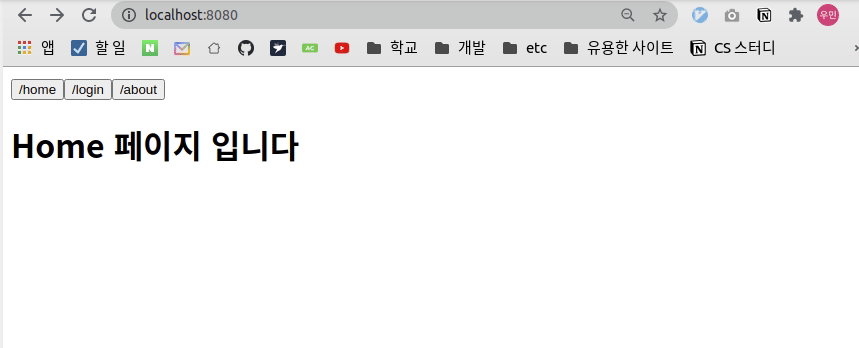 localhost:8080
우민
앱 할 일 AC 학교 개발 etc 유용한 사이트 CS 스터디
/home /login /about
Home 페이지 입니다